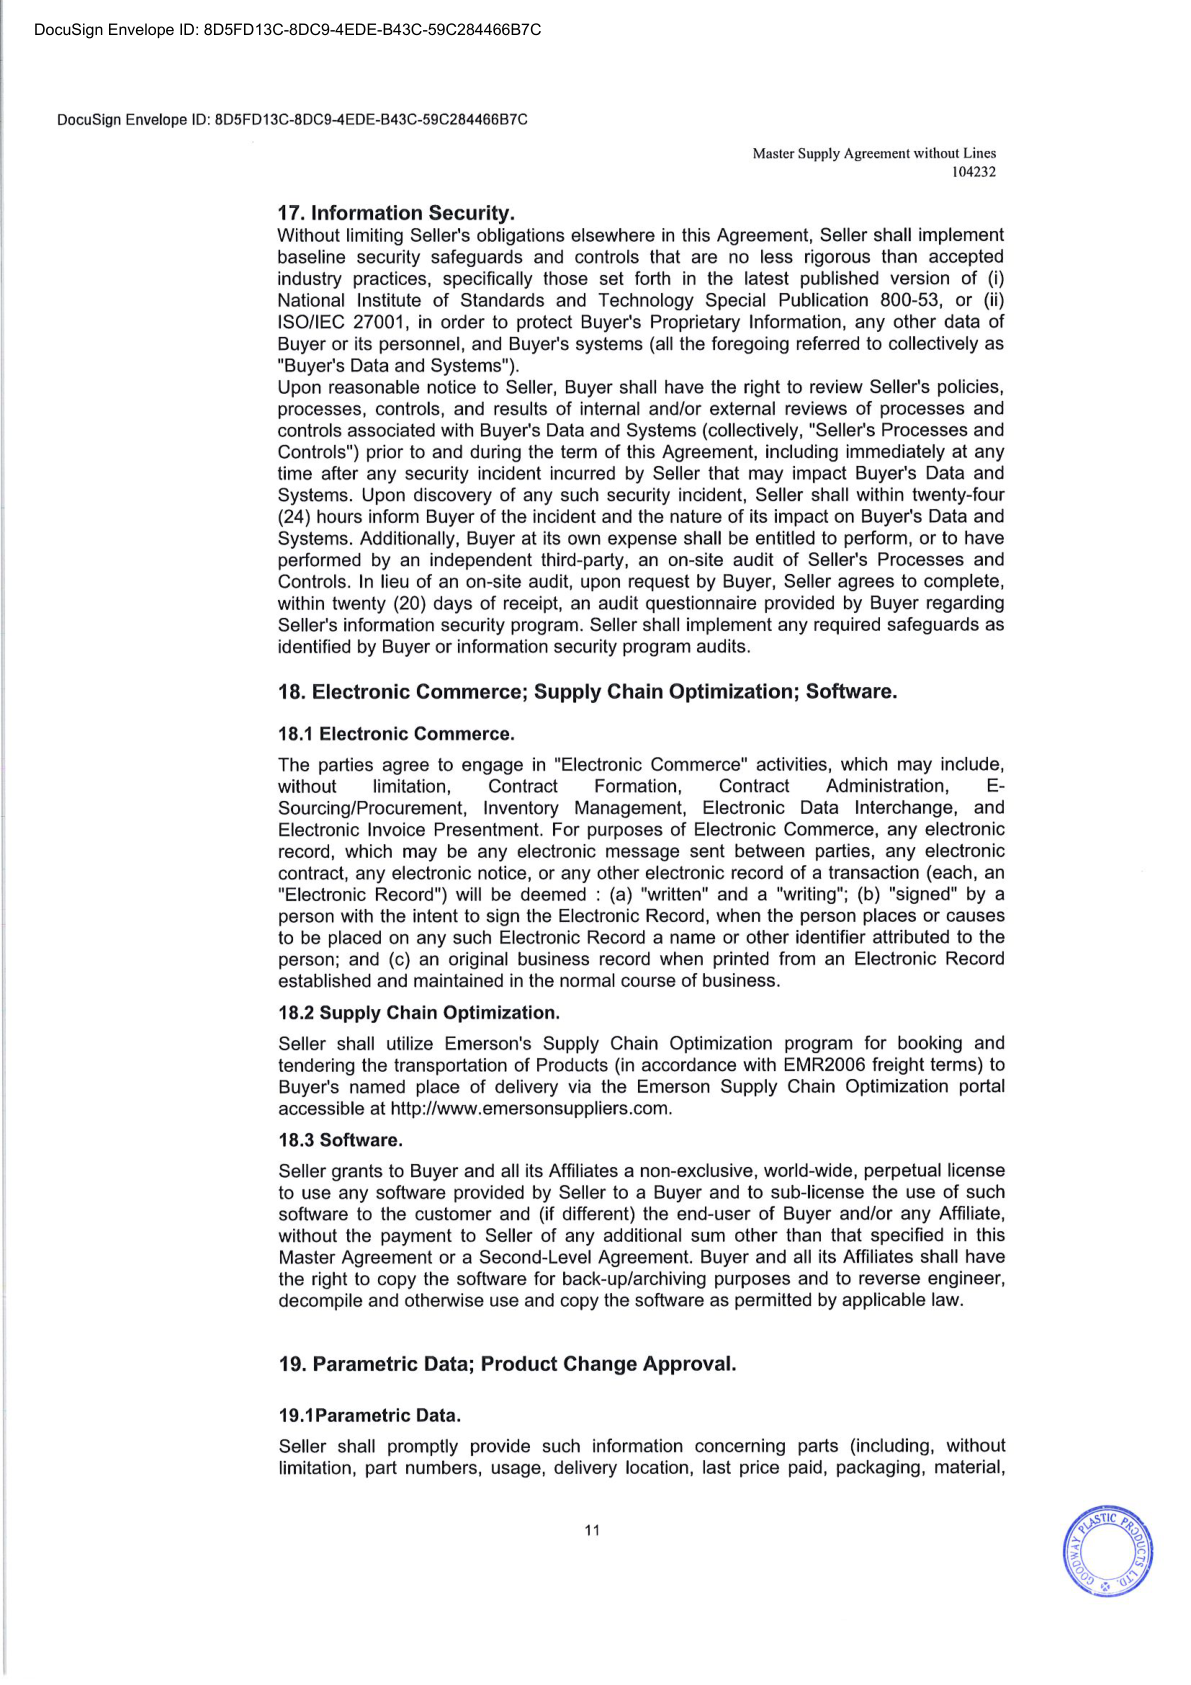 DocuSign Envelope ID: 8D5FD13C-8DC9-4EDE-B43C-59C284466B7C
DocuSign Envelope ID: 8D5FD13C-8DC9-4EDE-B43C-59C284466B7C
Master Supply Agreement without Lines
104232
17. Information Security.
Without limiting Seller's obligations elsewhere in this Agreement, Seller shall implement
baseline security safeguards and controls that are no less rigorous than accepted
industry practices, specifically those set forth in the latest published version of (i)
National Institute of Standards and Technology Special Publication 800-53, or (ii)
ISO/IEC 27001, in order to protect Buyer's Proprietary Information, any other data of
Buyer or its personnel, and Buyer's systems (all the foregoing referred to collectively as
"Buyer's Data and Systems").
Upon reasonable notice to Seller, Buyer shall have the right to review Seller's policies,
processes, controls, and results of internal and/or external reviews of processes and
controls associated with Buyer's Data and Systems (collectively, "Seller's Processes and
Controls") prior to and during the term of this Agreement, including immediately at any
time after any security incident incurred by Seller that may impact Buyer's Data and
Systems. Upon discovery of any such security incident, Seller shall within twenty-four
(24) hours inform Buyer of the incident and the nature of its impact on Buyer's Data and
Systems. Additionally, Buyer at its own expense shall be entitled to perform, or to have
performed by an independent third-party, an on-site audit of Seller's Processes and
Controls. In lieu of an on-site audit, upon request by Buyer, Seller agrees to complete,
within twenty (20) days of receipt, an audit questionnaire provided by Buyer regarding
Seller's information security program. Seller shall implement any required safeguards as
identified by Buyer or information security program audits.
18. Electronic Commerce; Supply Chain Optimization; Software.
18.1 Electronic Commerce.
The parties agree to engage in "Electronic Commerce" activities, which may include,
without limitation, Contract Formation, Contract Administration, E-
Sourcing/Procurement, Inventory Management, Electronic Data Interchange, and
Electronic Invoice Presentment. For purposes of Electronic Commerce, any electronic
record, which may be any electronic message sent between parties, any electronic
contract, any electronic notice, or any other electronic record of a transaction (each, an
"Electronic Record") will be deemed : (a) "written" and a "writing"; (b) "signed" by a
person with the intent to sign the Electronic Record, when the person places or causes
to be placed on any such Electronic Record a name or other identifier attributed to the
person; and (c) an original business record when printed from an Electronic Record
established and maintained in the normal course of business.
18.2 Supply Chain Optimization.
Seller shall utilize Emerson's Supply Chain Optimization program for booking and
tendering the transportation of Products (in accordance with EMR2006 freight terms) to
Buyer's named place of delivery via the Emerson Supply Chain Optimization portal
accessible at http://www.emersonsuppliers.com.
18.3 Software.
Seller grants to Buyer and all its Affiliates a non-exclusive, world-wide, perpetual license
to use any software provided by Seller to a Buyer and to sub-license the use of such
software to the customer and (if different) the end-user of Buyer and/or any Affiliate,
without the payment to Seller of any additional sum other than that specified in this
Master Agreement or a Second-Level Agreement. Buyer and all its Affiliates shall have
the right to copy the software for back-up/archiving purposes and to reverse engineer,
decompile and otherwise use and copy the software as permitted by applicable law.
19. Parametric Data; Product Change Approval.
19.1Parametric Data.
Seller shall promptly provide such information concerning parts (including, without
limitation, part numbers, usage, delivery location, last price paid, packaging, material,
11
GOODWAY PLASTIC PRODUCTS LTD.